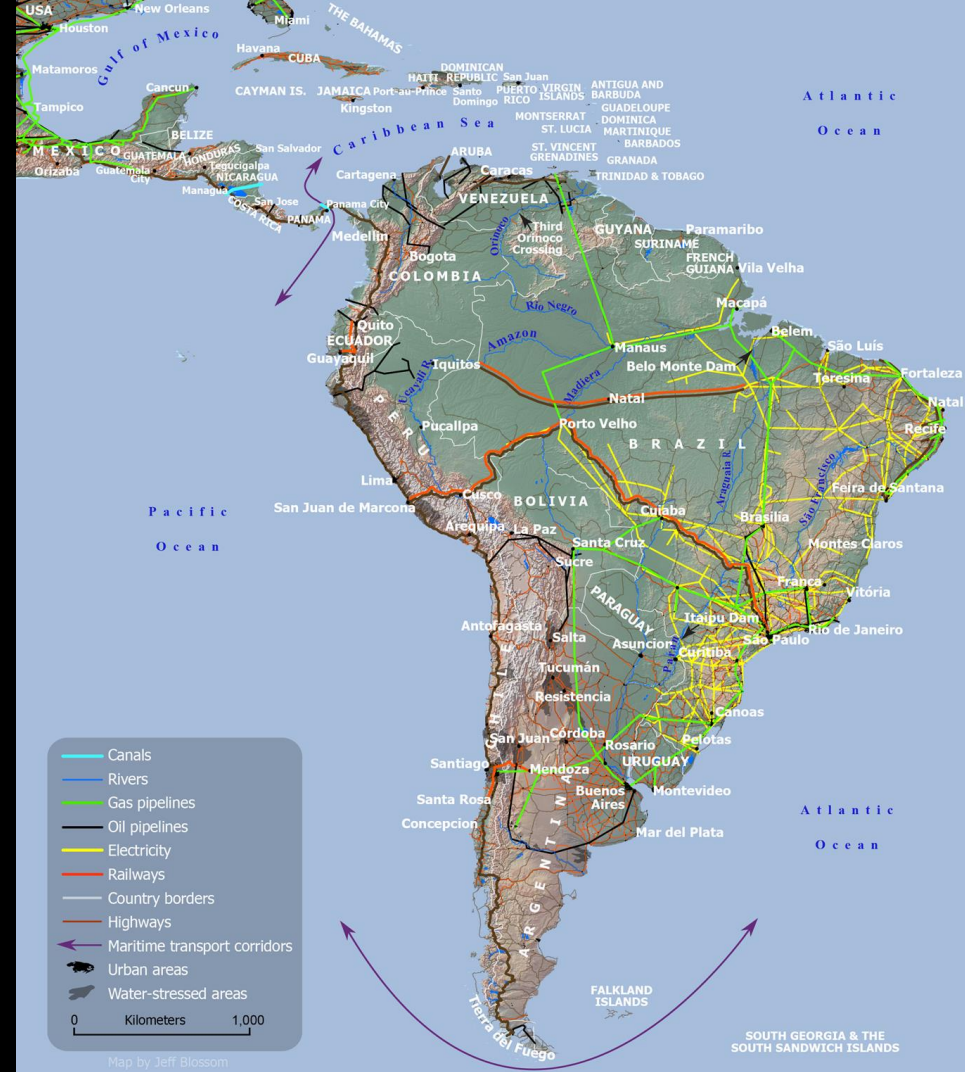 USA
New Orleans
Houston
Miami
THE BAHAMAS
Gulf of Mexico
Matamoros
Havana
CUBA
Cancun
Tampico
CAYMAN IS.
JAMAICA
Kingston
HAITI
Port-au-Prince
DOMINICAN
REPUBLIC
Santo
Domingo
San Juan
PUERTO
RICO
VIRGIN
ISLANDS
ANTIGUA AND
BARBUDA
GUADELOUPE
DOMINICA
MONTSERRAT
MARTINIQUE
ST. LUCIA
BARBADOS
ST. VINCENT
GRENADINES
GRANADA
TRINIDAD & TOBAGO
Atlantic
Ocean
Caribbean Sea
MEXICO
Orizaba
BELIZE
GUATEMALA
Guatemala
City
HONDURAS
Tegucigalpa
San Salvador
NICARAGUA
Managua
San Jose
COSTA RICA
PANAMA
Panama City
ARUBA
Cartagena
Caracas
VENEZUELA
Medellin
Bogota
COLOMBIA
Orinoco
Third
Orinoco
Crossing
GUYANA
Paramaribo
SURINAME
FRENCH
GUIANA
Vila Velha
Rio Negro
Macapá
Quito
ECUADOR
Guayaquil
Amazon
Iquitos
Manaus
Belem
Belo Monte Dam
São Luís
Teresina
Fortaleza
Natal
Recife
Ucayali R.
PERU
Madiera
Natal
Pucallpa
Porto Velho
BRAZIL
Araguaia R.
São Francisco
Feira de Santana
Lima
San Juan de Marcona
Cusco
BOLIVIA
Cuiaba
Brasilia
Pacific
Ocean
Arequipa
La Paz
Santa Cruz
Sucre
Montes Claros
PARAGUAY
Franca
Vitória
Itaipu Dam
Antofagasta
Salta
Asuncior
Paran
Curitiba
São Paulo
Rio de Janeiro
Tucumán
Resistencia
CHILE
Canoas
San Juan
Córdoba
Rosario
Pelotas
URUGUAY
Santiago
Mendoza
Santa Rosa
Buenos
Aires
Montevideo
Concepcion
Mar del Plata
ARGENTINA
Atlantic
Ocean
FALKLAND
ISLANDS
Tierra del Fuego
SOUTH GEORGIA & THE
SOUTH SANDWICH ISLANDS
Canals
Rivers
Gas pipelines
Oil pipelines
Electricity
Railways
Country borders
Highways
Maritime transport corridors
Urban areas
Water-stressed areas
0 Kilometers 1,000
Map by Jeff Blossom